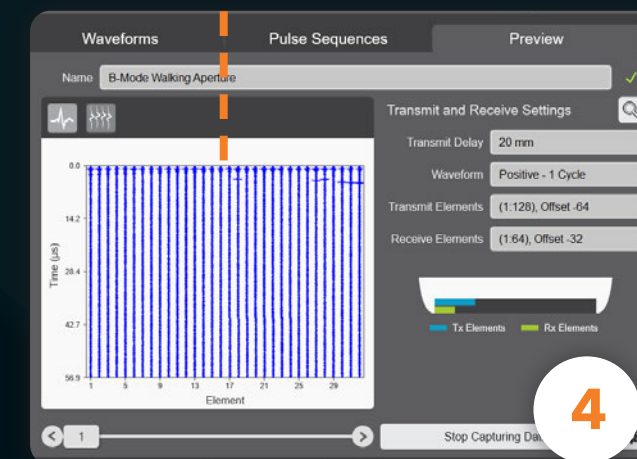 Waveforms
Pulse Sequences
Preview
Name
B-Mode Walking Aperture
Transmit and Receive Settings
Transmit Delay
20 mm
Waveform
Positive - 1 Cycle
Transmit Elements
(1:128), Offset -64
Receive Elements
(1:64), Offset -32
Time (µs)
0.0
14.2
28.4
42.7
56.9
1 5 9 13 17 21 25 29
Element
Tx Elements
Rx Elements
1
Stop Capturing
4